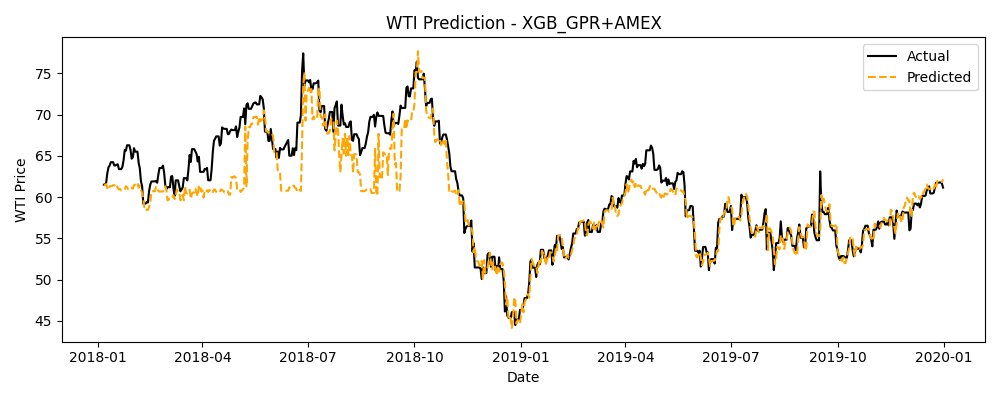 WTI Prediction - XGB_GPR+AMEX
Actual
Predicted
WTI Price
75
70
65
60
55
50
45
2018-01 2018-04 2018-07 2018-10 2019-01 2019-04 2019-07 2019-10 2020-01
Date